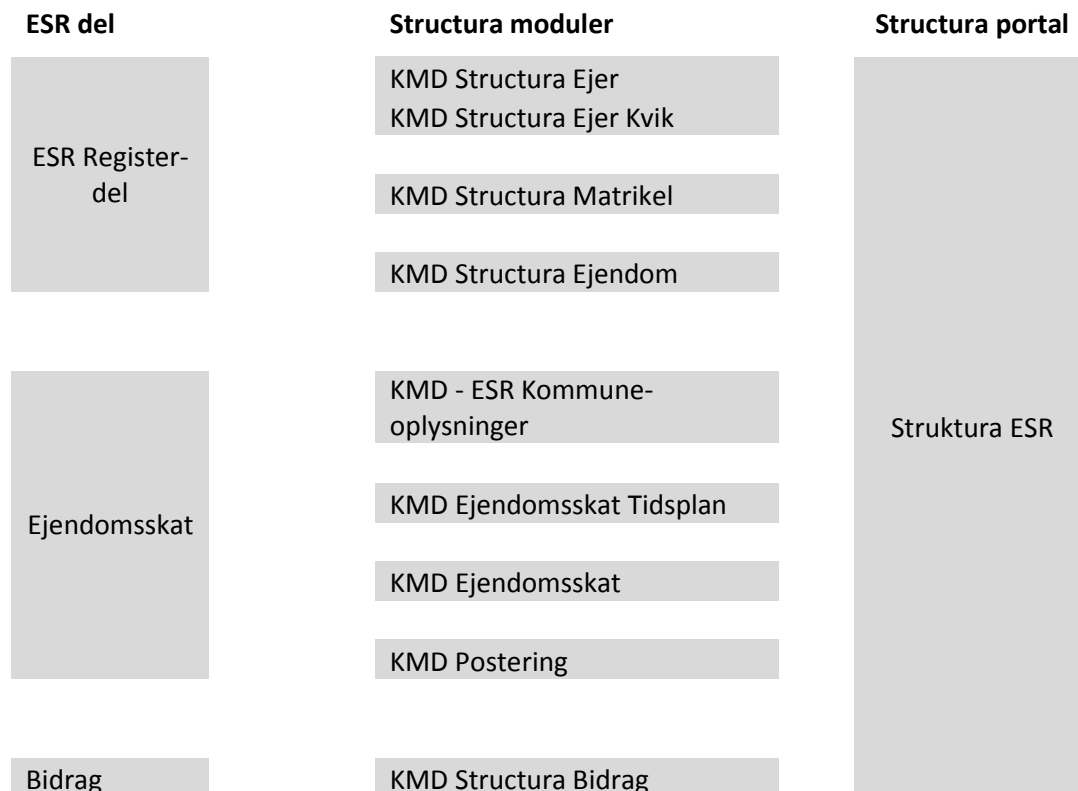 ESR del
Structura moduler
Structura portal
ESR Register-
del
KMD Structura Ejer
KMD Structura Ejer Kvik
KMD Structura Matrikel
KMD Structura Ejendom
Ejendomsskat
KMD - ESR Kommune-
oplysninger
KMD Ejendomsskat Tidsplan
KMD Ejendomsskat
KMD Postering
Struktura ESR
Bidrag
KMD Structura Bidrag